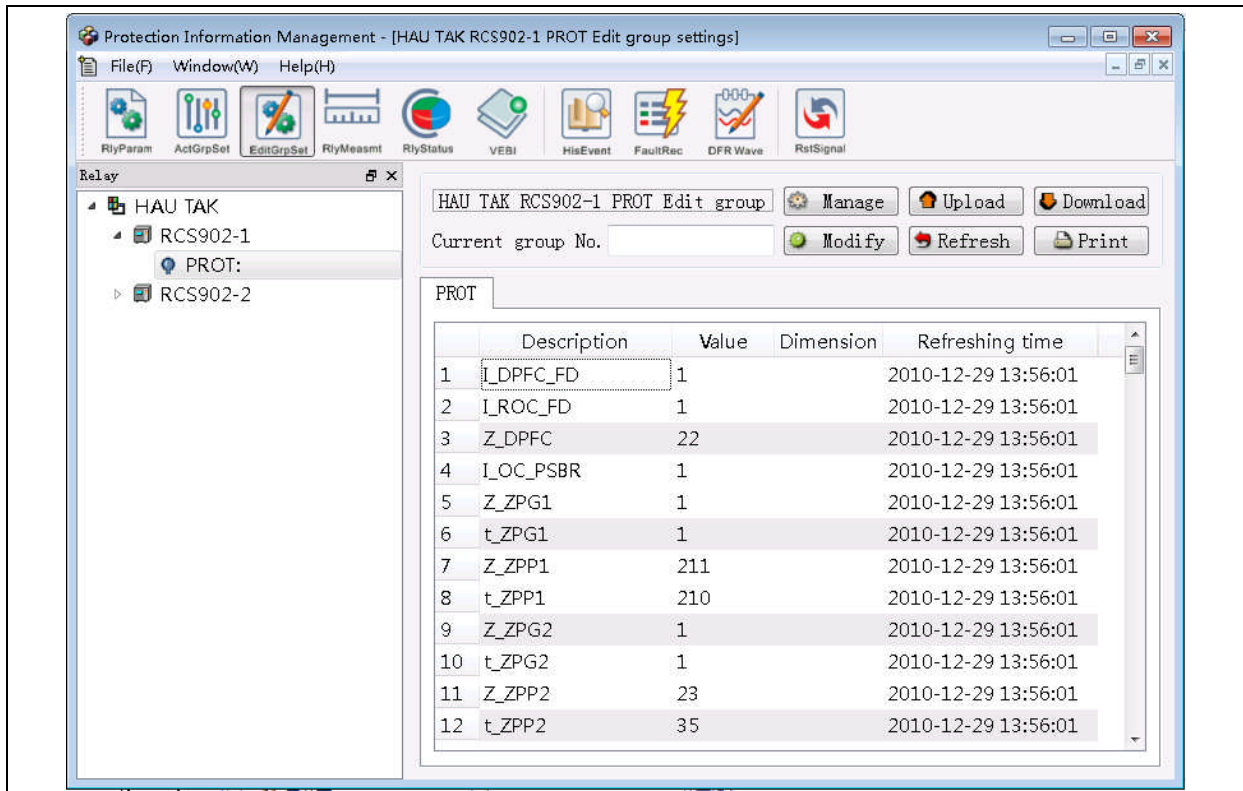 Protection Information Management - [HAU TAK RCS902-1 PROT Edit group settings]
File(F) Window(W) Help(H)
RlyParam ActGrpSet EditGrpSet RlyMeasmt RlyStatus VEBI HisEvent FaultRec DFR Wave RstSignal
Relay
HAU TAK
RCS902-1
PROT:
RCS902-2
HAU TAK RCS902-1 PROT Edit group Manage Upload Download
Current group No. Modify Refresh Print
PROT
Description Value Dimension Refreshing time
1 I_DPFC_FD 1 2010-12-29 13:56:01
2 I_ROC_FD 1 2010-12-29 13:56:01
3 Z_DPFC 22 2010-12-29 13:56:01
4 I_OC_PSBR 1 2010-12-29 13:56:01
5 Z_ZPG1 1 2010-12-29 13:56:01
6 t_ZPG1 1 2010-12-29 13:56:01
7 Z_ZPP1 211 2010-12-29 13:56:01
8 t_ZPP1 210 2010-12-29 13:56:01
9 Z_ZPG2 1 2010-12-29 13:56:01
10 t_ZPG2 1 2010-12-29 13:56:01
11 Z_ZPP2 23 2010-12-29 13:56:01
12 t_ZPP2 35 2010-12-29 13:56:01